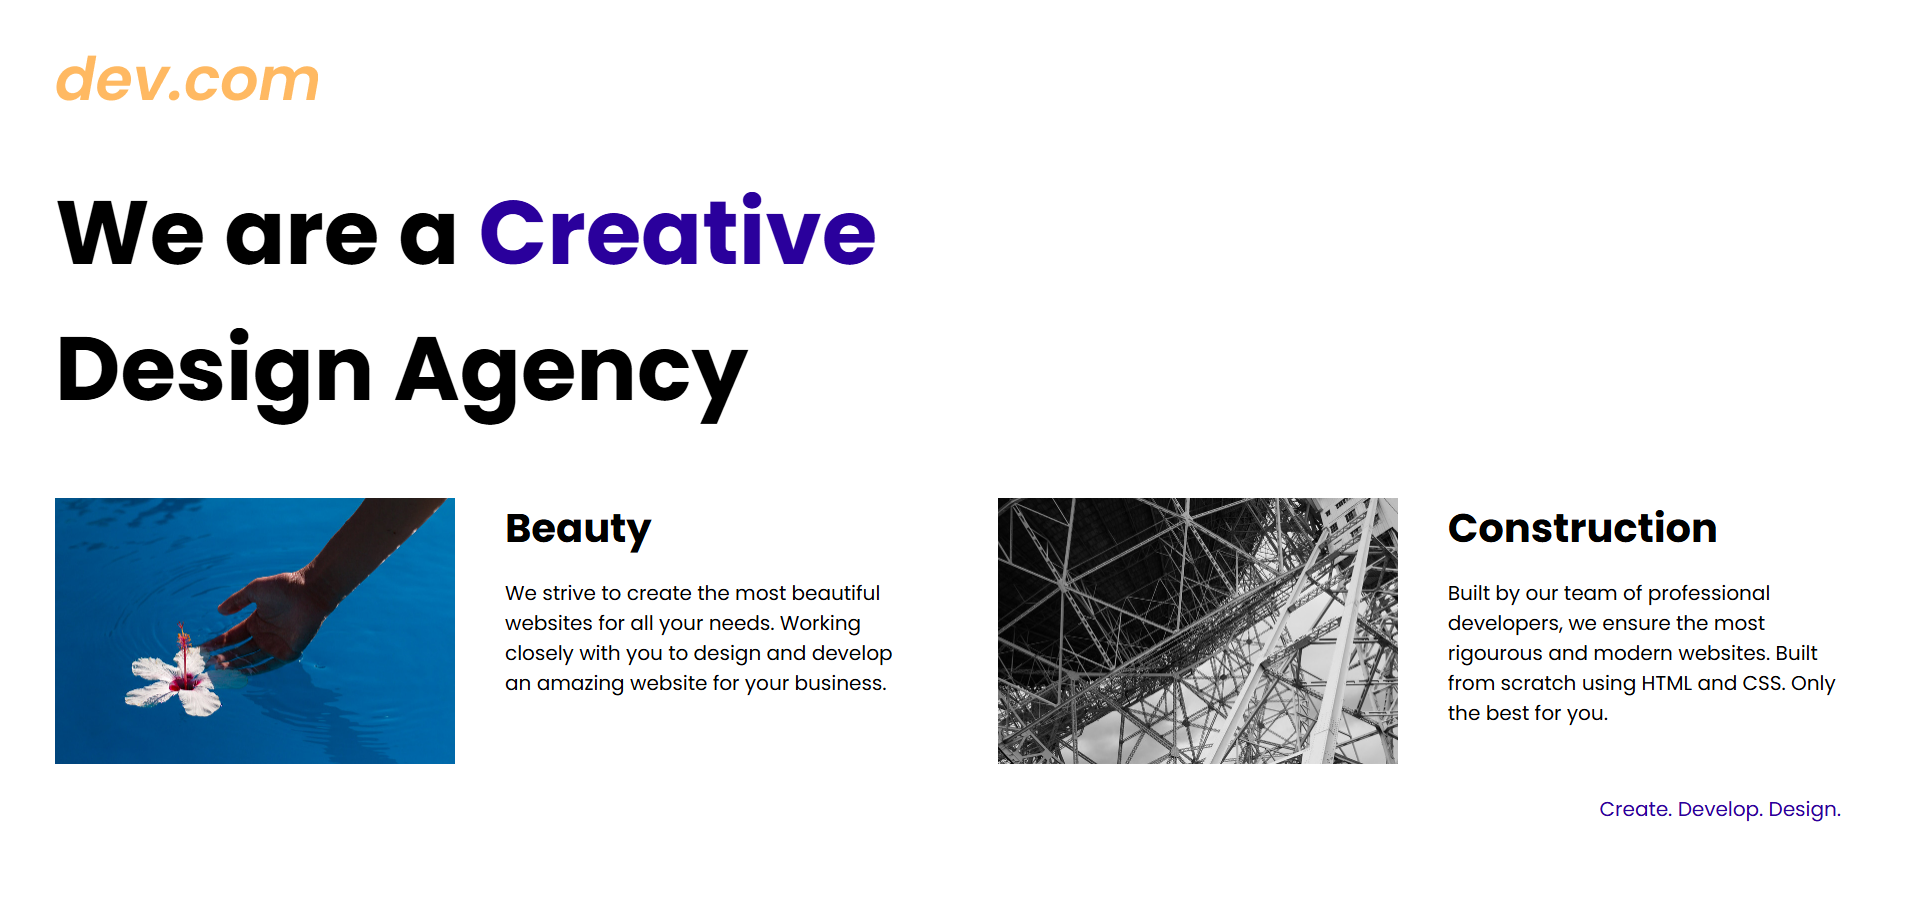 dev.com
We are a Creative
Design Agency
Beauty
We strive to create the most beautiful
websites for all your needs. Working
closely with you to design and develop
an amazing website for your business.
Construction
Built by our team of professional
developers, we ensure the most
rigourous and modern websites. Built
from scratch using HTML and CSS. Only
the best for you.
Create. Develop. Design.